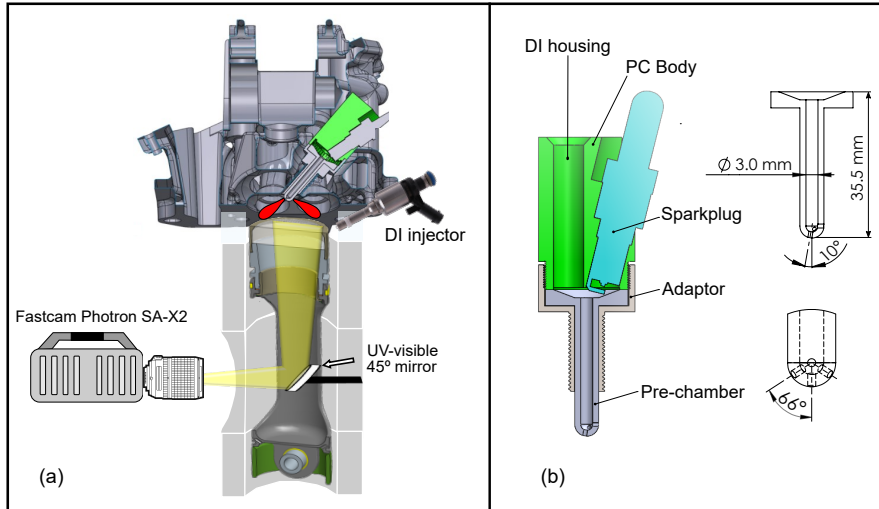 DI injector
Fastcam Photron SA-X2
UV-visible
45º mirror
(a)
DI housing
PC Body
Ø 3.0 mm
35.5 mm
Sparkplug
10°
Adaptor
Pre-chamber
66°
(b)